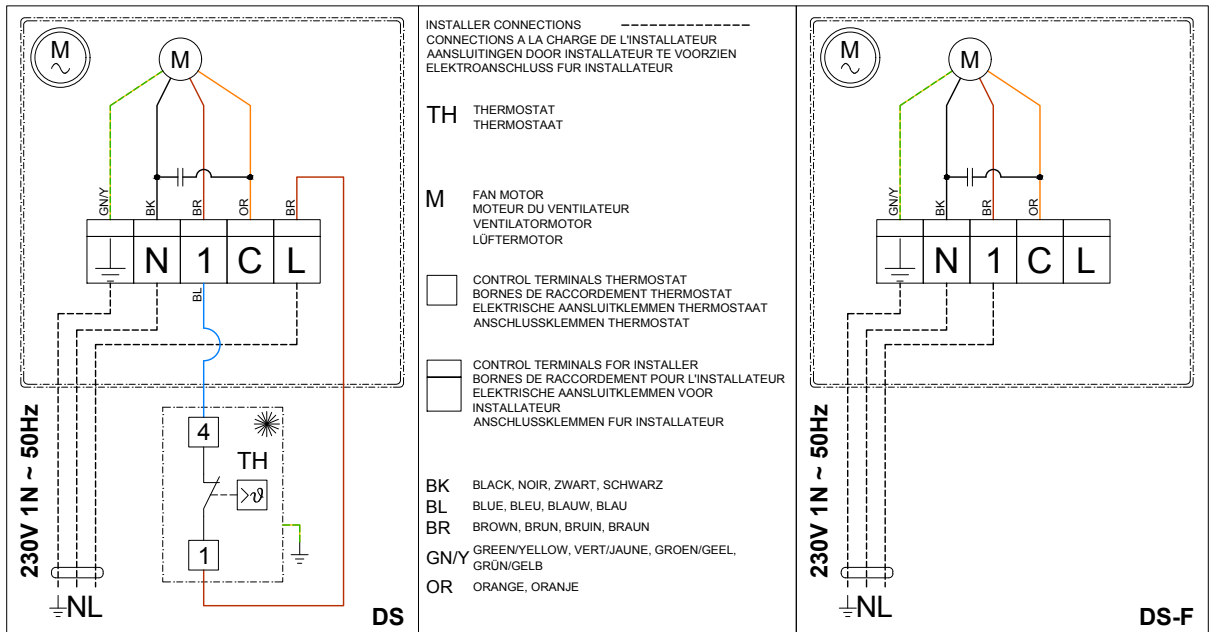 M
M
GN/Y
BK
BR
OR
BR
N 1 C L
BL
4
TH
>ϑ
1
230V 1N ~ 50Hz
NL
DS
INSTALLER CONNECTIONS
CONNECTIONS A LA CHARGE DE L'INSTALLATEUR
AANSLUITINGEN DOOR INSTALLATEUR TE VOORZIEN
ELEKTROANSCHLUSS FUR INSTALLATEUR
TH THERMOSTAT
THERMOSTAAT
M FAN MOTOR
MOTEUR DU VENTILATEUR
VENTILATORMOTOR
LÜFTERMOTOR
CONTROL TERMINALS THERMOSTAT
BORNES DE RACCORDEMENT THERMOSTAT
ELEKTRISCHE AANSLUITKLEMMEN THERMOSTAAT
ANSCHLUSSKLEMMEN THERMOSTAT
CONTROL TERMINALS FOR INSTALLER
BORNES DE RACCORDEMENT POUR L'INSTALLATEUR
ELEKTRISCHE AANSLUITKLEMMEN VOOR
INSTALLATEUR
ANSCHLUSSKLEMMEN FUR INSTALLATEUR
BK BLACK, NOIR, ZWART, SCHWARZ
BL BLUE, BLEU, BLAUW, BLAU
BR BROWN, BRUN, BRUIN, BRAUN
GN/Y GREEN/YELLOW, VERT/JAUNE, GROEN/GEEL,
GRÜN/GELB
OR ORANGE, ORANJE
M
M
GN/Y
BK
BR
OR
N 1 C L
230V 1N ~ 50Hz
NL
DS-F